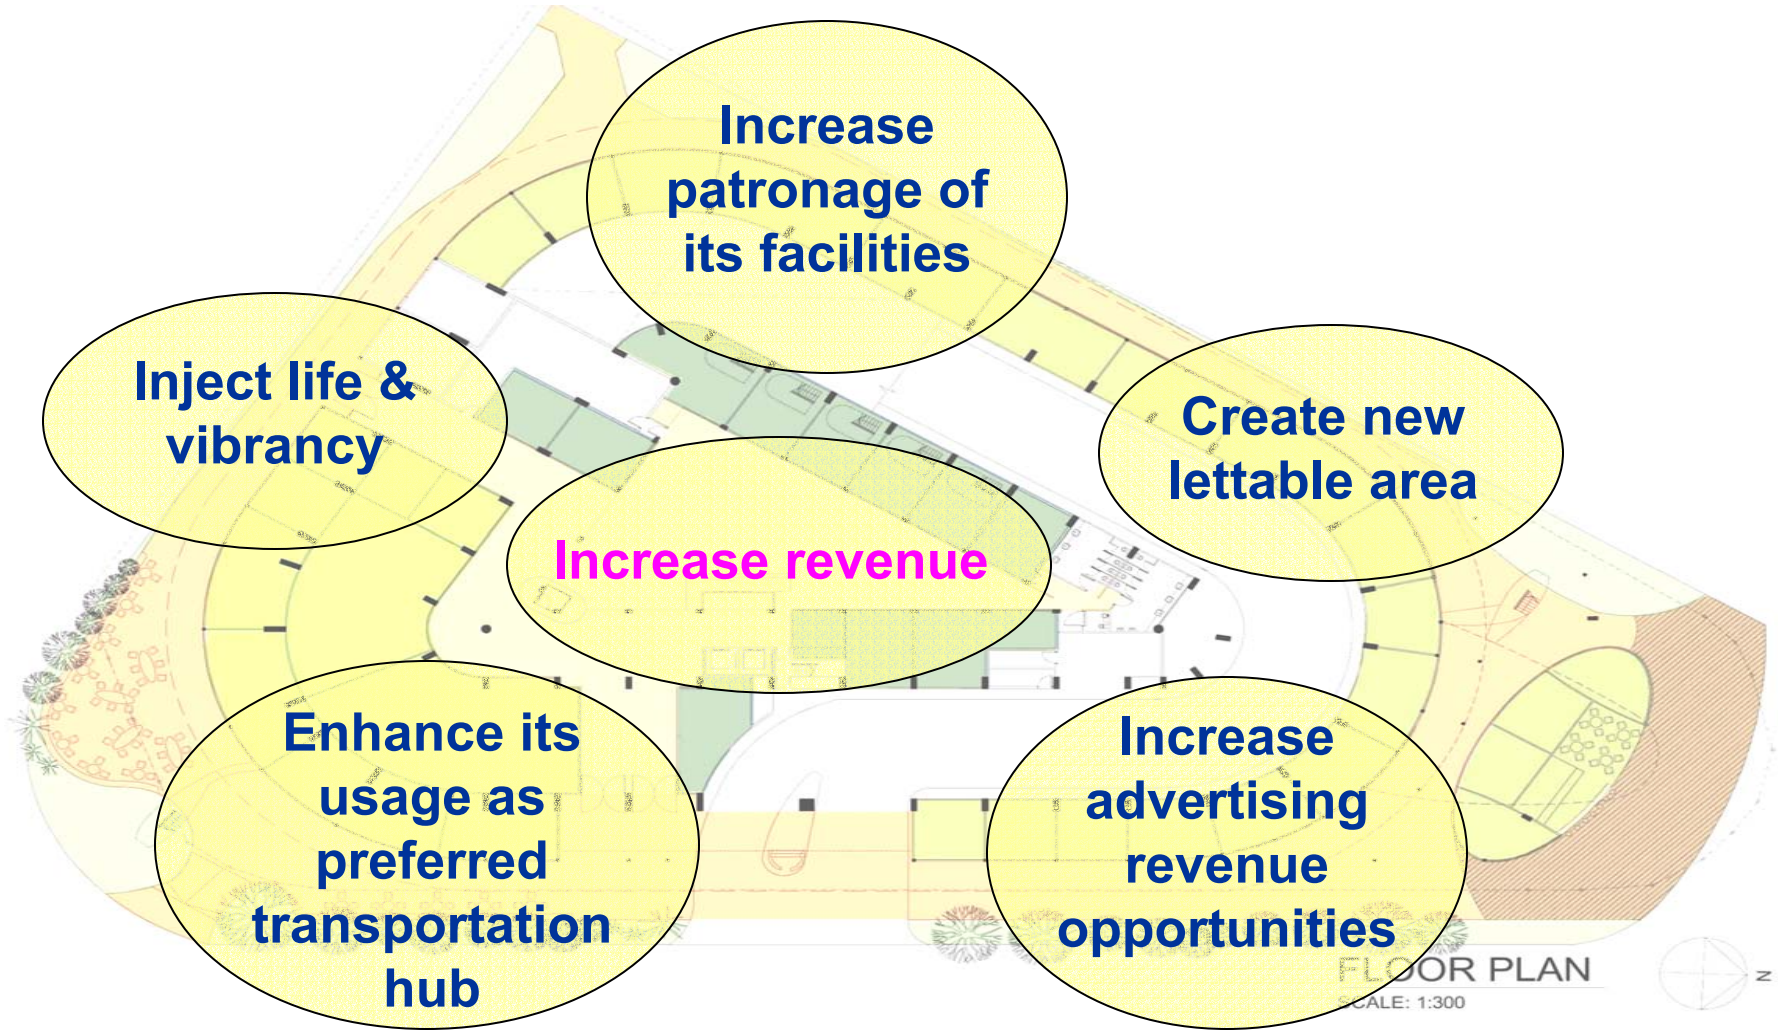 Increase
patronage of
its facilities
Inject life &
vibrancy
Create new
lettable area
Increase revenue
Enhance its
usage as
preferred
transportation
hub
Increase
advertising
revenue
opportunities
FLOOR PLAN
SCALE: 1:300
N